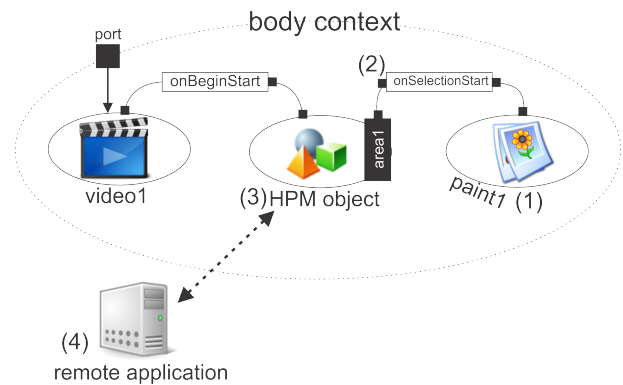 body context
port
onBeginStart
(2)
onSelectionStart
area1
video1
(3) HPM object
paint1 (1)
(4)
remote application